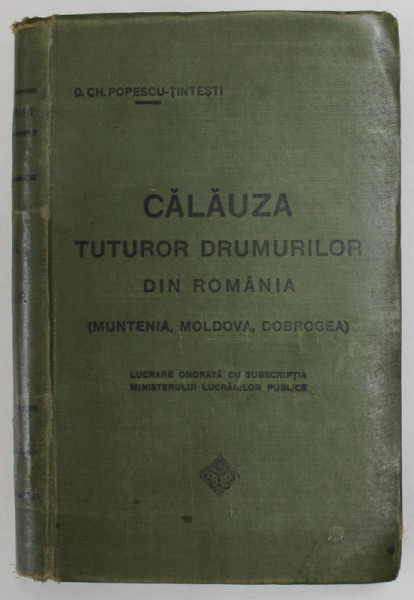 D. CH. POPESCU-ȚINTEȘTI
CĂLĂUZA
TUTUROR DRUMURILOR
DIN ROMÂNIA
(MUNTENIA, MOLDOVA, DOBROGEA)
LUCRARE ONORATĂ CU SUBSCRIPȚIA
MINISTERULUI LUCRĂRILOR PUBLICE